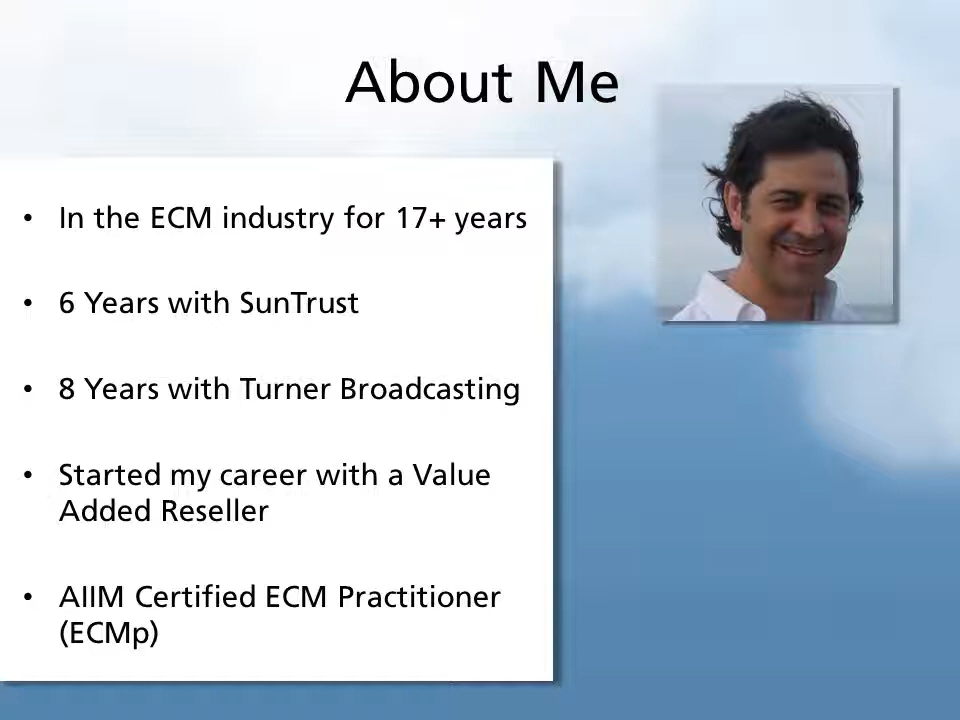 About Me
• In the ECM industry for 17+ years
• 6 Years with SunTrust
• 8 Years with Turner Broadcasting
• Started my career with a Value
Added Reseller
• AIIM Certified ECM Practitioner
(ECMp)